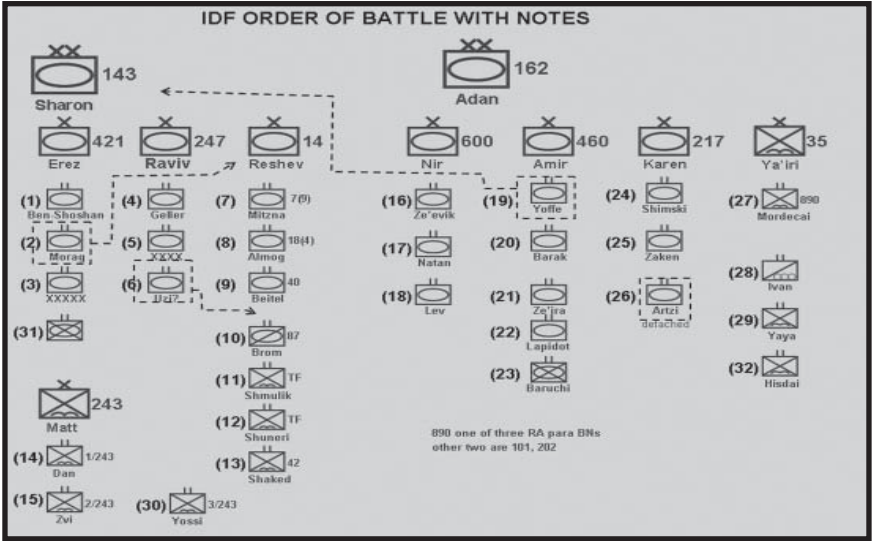 IDF ORDER OF BATTLE WITH NOTES
143
Sharon
162
Adan
421
Erez
247
Raviv
14
Reshev
600
Nir
460
Amir
217
Karen
35
Ya'iri
(1)
Ben-Shoshan
(4)
Geller
(7) 7(9)
Mitzna
(16)
Ze'evik
(19)
Yoffe
(24)
Shimski
(27) 890
Mordecai
(2)
Morag
(5)
XXXX
(8) 18(4)
Almog
(17)
Natan
(20)
Barak
(25)
Zaken
(28)
Ivan
(3)
XXXXX
(6)
Uzi?
(9) 40
Beitel
(18)
Lev
(21)
Ze'ira
(26)
Artzi
detached
(29)
Yaya
(31)
(10) 87
Brom
(22)
Lapidot
(23)
Baruchi
(32)
Hisdai
243
Matt
(11) TF
Shmulik
(12) TF
Shunori
(13) 42
Shaked
(14) 1/243
Dan
(15) 2/243
Zvi
(30) 3/243
Yossi
890 one of three RA para BNs
other two are 101, 202